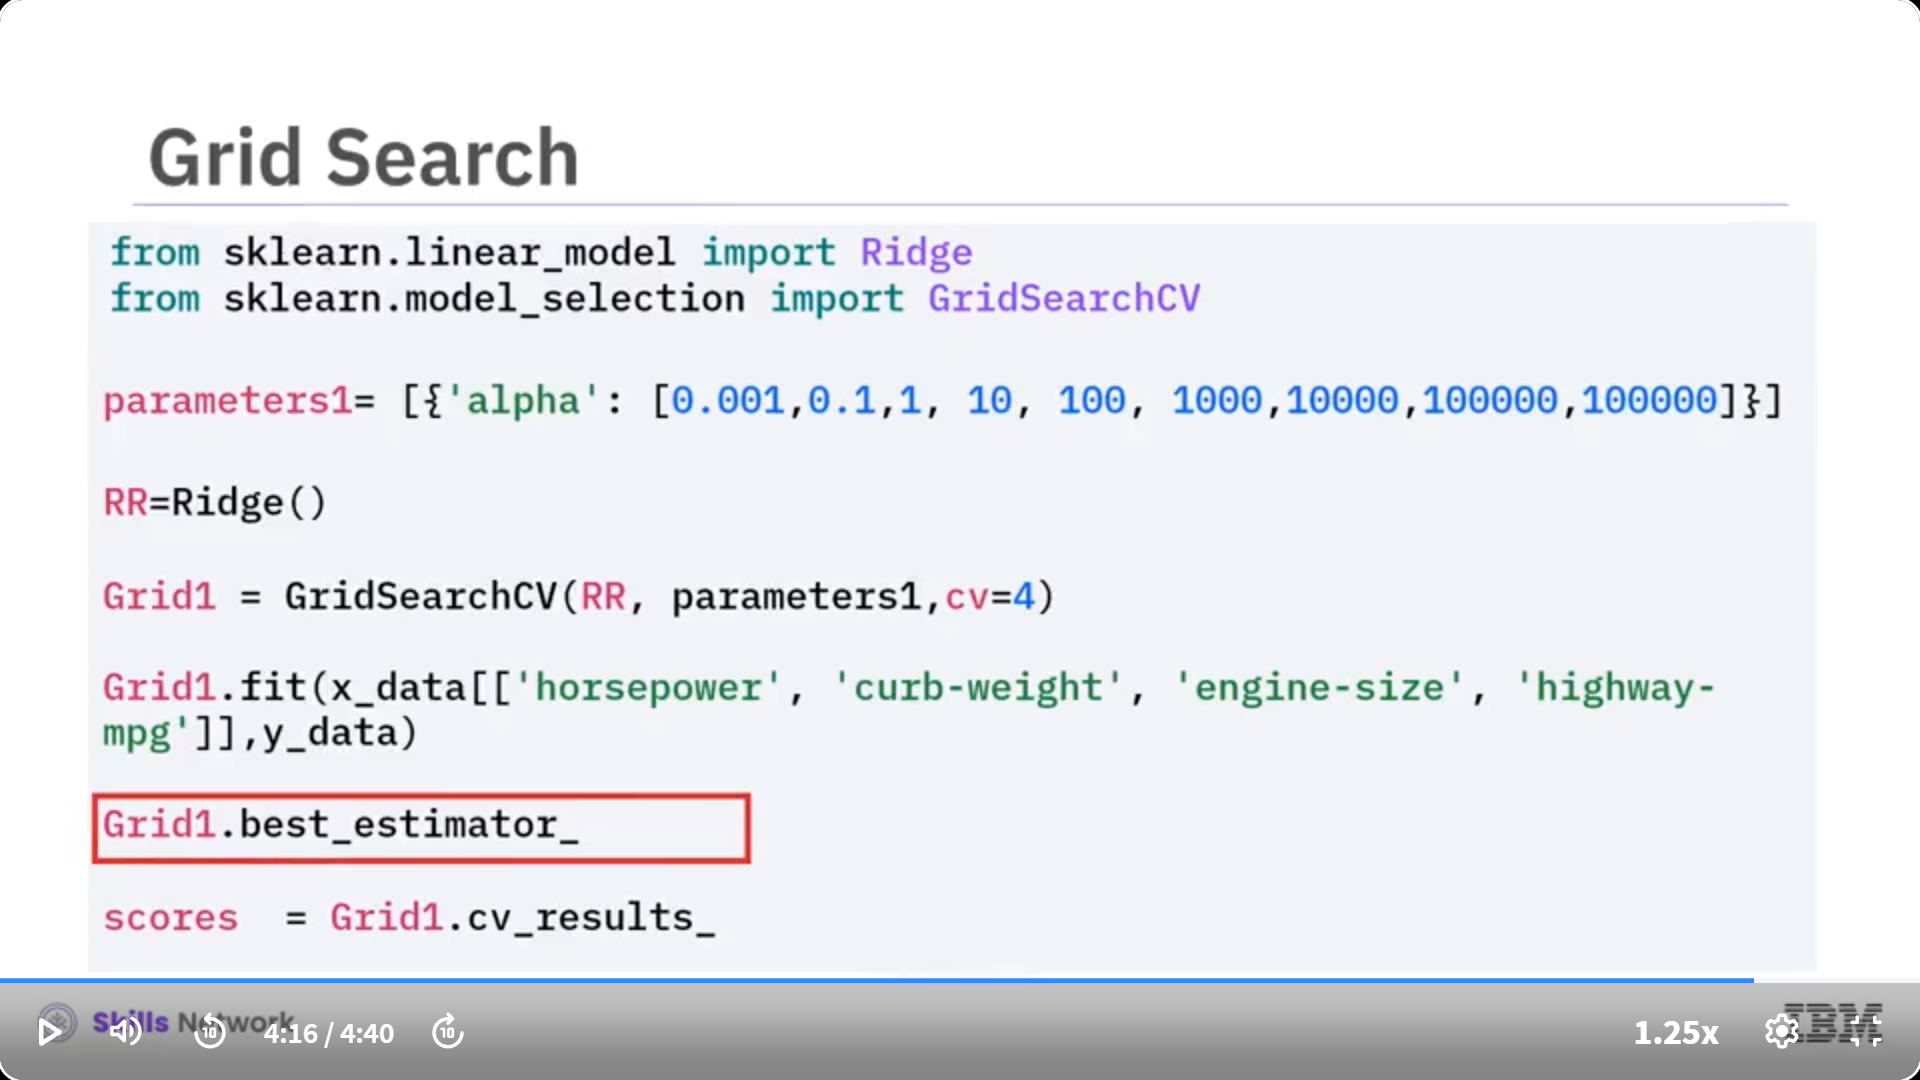 Grid Search
from sklearn.linear_model import Ridge
from sklearn.model_selection import GridSearchCV
parameters1= [{'alpha': [0.001,0.1,1, 10, 100, 1000,10000,100000,100000]}]
RR=Ridge()
Grid1 = GridSearchCV(RR, parameters1,cv=4)
Grid1.fit(x_data[['horsepower', 'curb-weight', 'engine-size', 'highway-
mpg']],y_data)
Grid1.best_estimator_
scores  = Grid1.cv_results_
Skills Network
10
4:16 / 4:40
10
1.25x
IBM